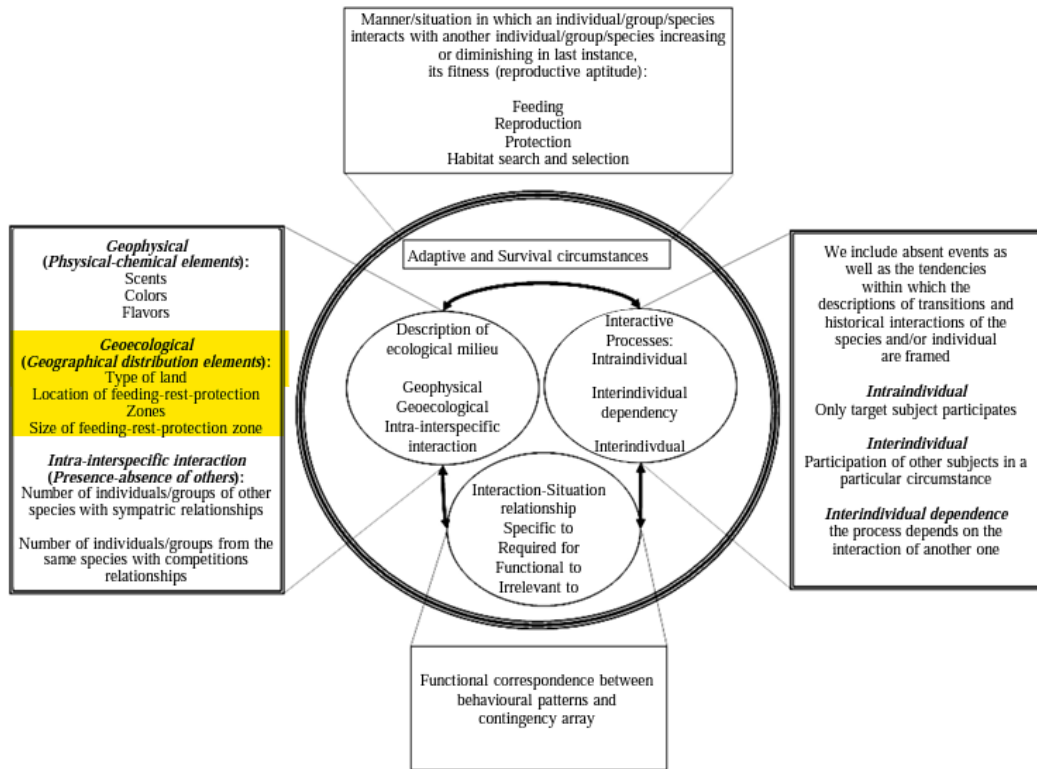 Manner/situation in which an individual/group/species
interacts with another individual/group/species increasing
or diminishing in last instance,
its fitness (reproductive aptitude):
Feeding
Reproduction
Protection
Habitat search and selection
Geophysical
(Phsysical-chemical elements):
Scents
Colors
Flavors
Geoecological
(Geographical distribution elements):
Type of land
Location of feeding-rest-protection
Zones
Size of feeding-rest-protection zone
Intra-interspecific interaction
(Presence-absence of others):
Number of individuals/groups of other
species with sympatric relationships
Number of individuals/groups from the
same species with competitions
relationships
Adaptive and Survival circumstances
Description of
ecological milieu
Geophysical
Geoecological
Intra-interspecific
interaction
Interactive
Processes:
Intraindividual
Interindividual
dependency
Interindivdual
Interaction-Situation
relationship
Specific to
Required for
Functional to
Irrelevant to
We include absent events as
well as the tendencies
within which the
descriptions of transitions and
historical interactions of the
species and/or individual
are framed
Intraindividual
Only target subject participates
Interindividual
Participation of other subjects in a
particular circumstance
Interindividual dependence
the process depends on the
interaction of another one
Functional correspondence between
behavioural patterns and
contingency array